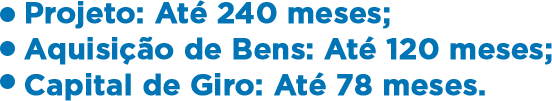 • Projeto: Até 240 meses;
• Aquisição de Bens: Até 120 meses;
• Capital de Giro: Até 78 meses.